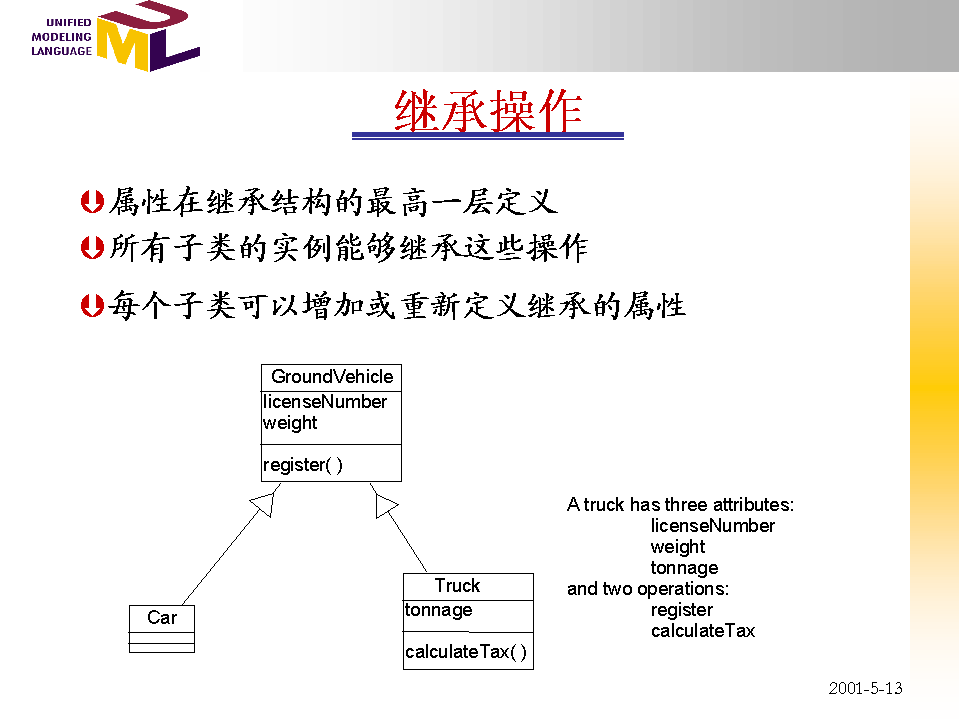 UNIFIED
MODELING
LANGUAGE
UML
继承操作
属性在继承结构的最高一层定义
所有子类的实例能够继承这些操作
每个子类可以增加或重新定义继承的属性
GroundVehicle
licenseNumber
weight
register( )
Car
Truck
tonnage
calculateTax( )
A truck has three attributes:
licenseNumber
weight
tonnage
and two operations:
register
calculateTax
2001-5-13